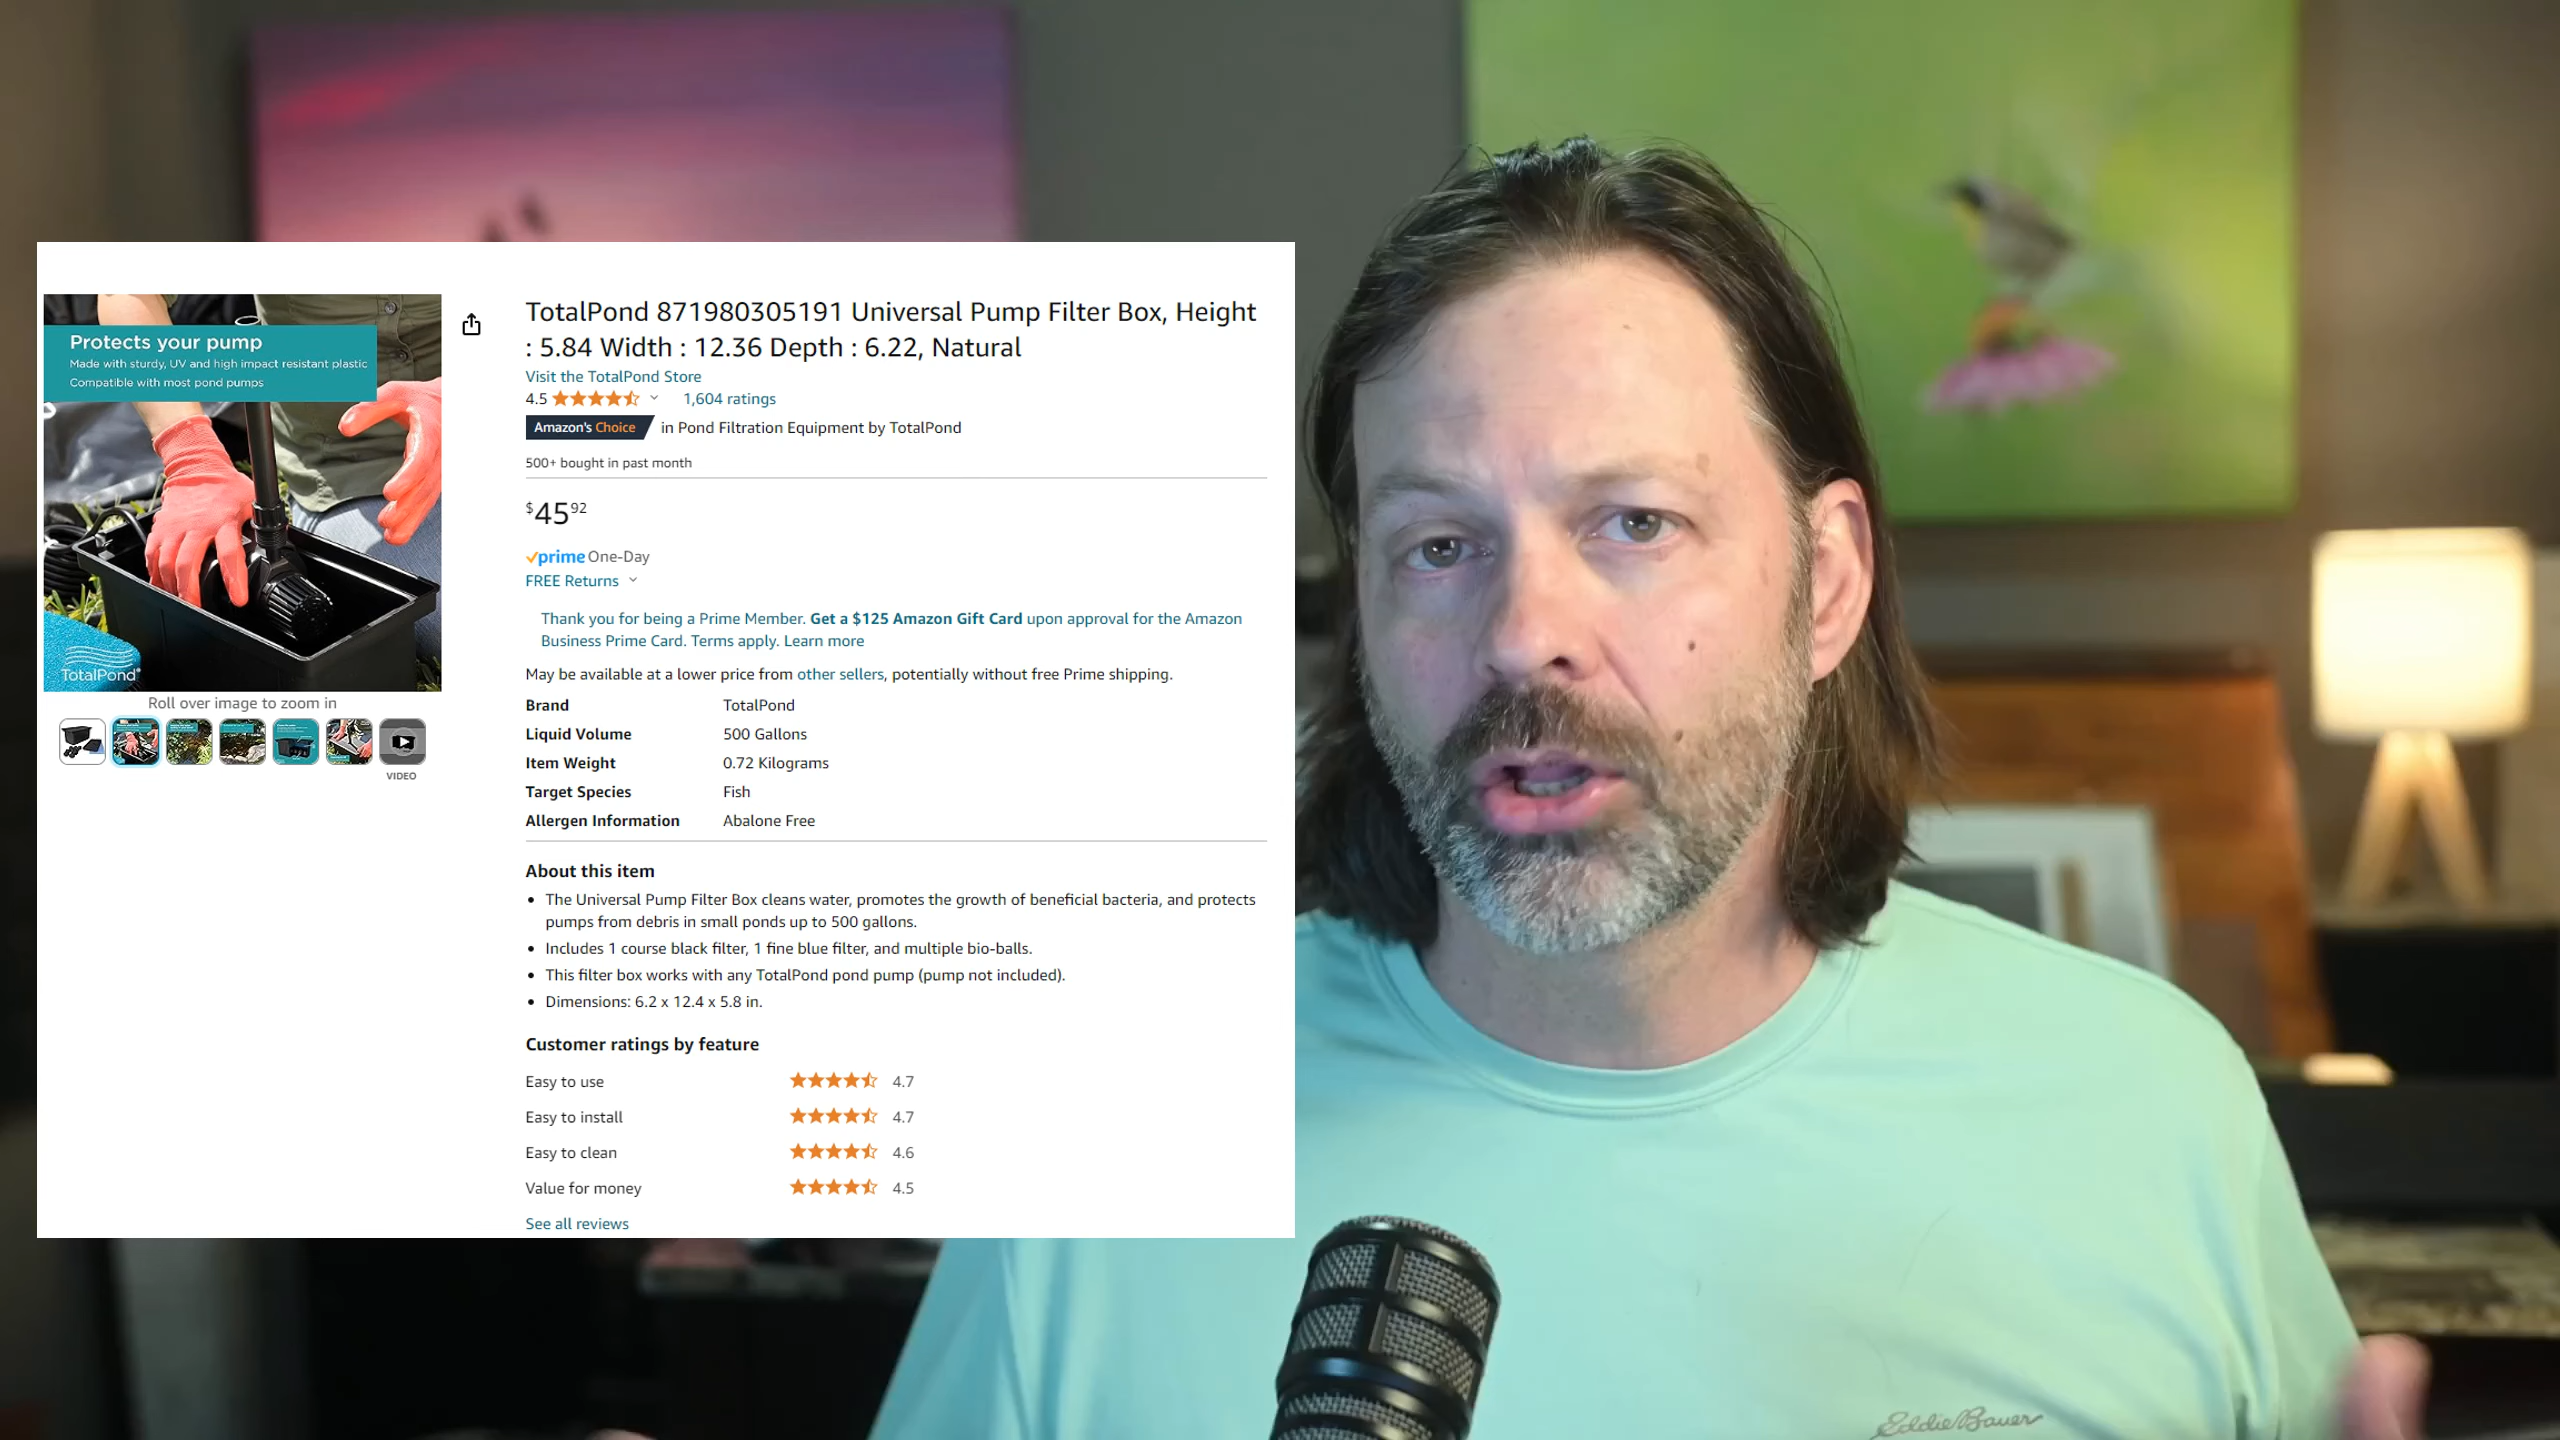 Protects your pump
Made with sturdy, UV and high impact resistant plastic
Compatible with most pond pumps
TotalPond
Roll over image to zoom in
VIDEO
TotalPond 871980305191 Universal Pump Filter Box, Height
: 5.84 Width : 12.36 Depth : 6.22, Natural
Visit the TotalPond Store
4.5 1,604 ratings
Amazon's Choice in Pond Filtration Equipment by TotalPond
500+ bought in past month
$45 92
prime One-Day
FREE Returns
Thank you for being a Prime Member. Get a $125 Amazon Gift Card upon approval for the Amazon
Business Prime Card. Terms apply. Learn more
May be available at a lower price from other sellers, potentially without free Prime shipping.
Brand TotalPond
Liquid Volume 500 Gallons
Item Weight 0.72 Kilograms
Target Species Fish
Allergen Information Abalone Free
About this item
• The Universal Pump Filter Box cleans water, promotes the growth of beneficial bacteria, and protects
pumps from debris in small ponds up to 500 gallons.
• Includes 1 course black filter, 1 fine blue filter, and multiple bio-balls.
• This filter box works with any TotalPond pond pump (pump not included).
• Dimensions: 6.2 x 12.4 x 5.8 in.
Customer ratings by feature
Easy to use 4.7
Easy to install 4.7
Easy to clean 4.6
Value for money 4.5
See all reviews
Eddie Bauer